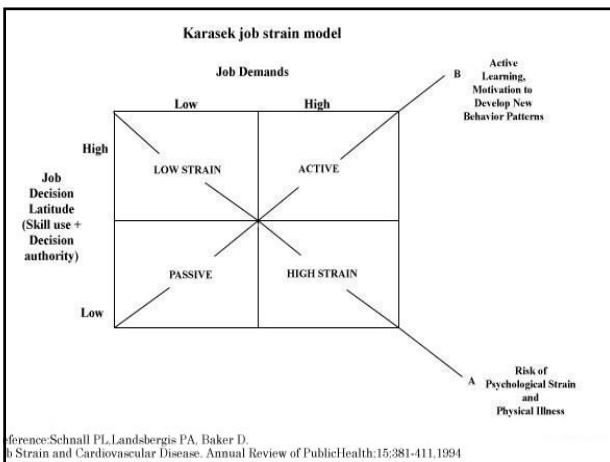 Karasek job strain model
Job Demands
Low High
B
Active
Learning,
Motivation to
Develop New
Behavior Patterns
High
Job
Decision
Latitude
(Skill use +
Decision
authority)
LOW STRAIN ACTIVE
PASSIVE HIGH STRAIN
Low
A
Risk of
Psychological Strain
and
Physical Illness
eference:Schnall PL,Landsbergis PA, Baker D.
b Strain and Cardiovascular Disease. Annual Review of PublicHealth;15:381-411,1994